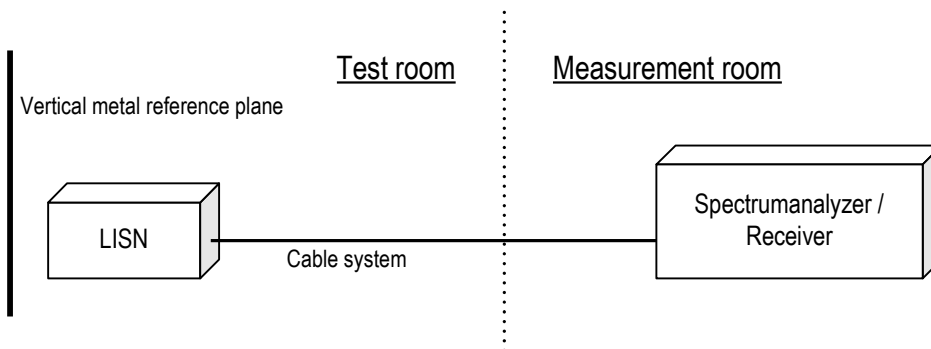 Test room
Measurement room
Vertical metal reference plane
LISN
Cable system
Spectrumanalyzer /
Receiver